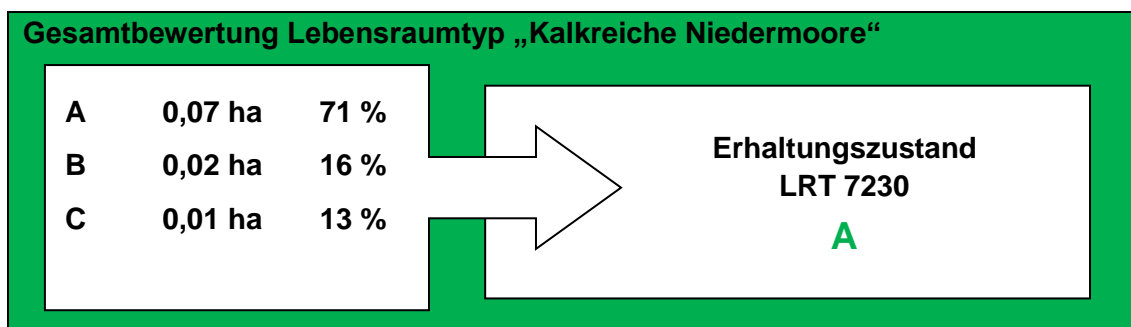 Gesamtbewertung Lebensraumtyp „Kalkreiche Niedermoore“
A 0,07 ha 71 %
B 0,02 ha 16 %
C 0,01 ha 13 %
Erhaltungszustand
LRT 7230
A